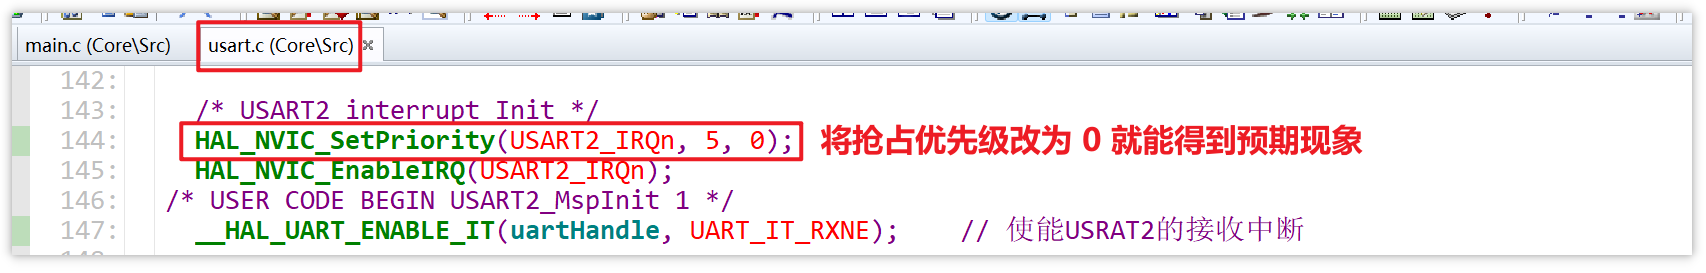 main.c (Core\Src) usart.c (Core\Src)
142:
143: /* USART2 interrupt Init */
144: HAL_NVIC_SetPriority(USART2_IRQn, 5, 0); 将抢占优先级改为 0 就能得到预期现象
145: HAL_NVIC_EnableIRQ(USART2_IRQn);
146: /* USER CODE BEGIN USART2_MspInit 1 */
147: __HAL_UART_ENABLE_IT(uartHandle, UART_IT_RXNE); // 使能USRAT2的接收中断